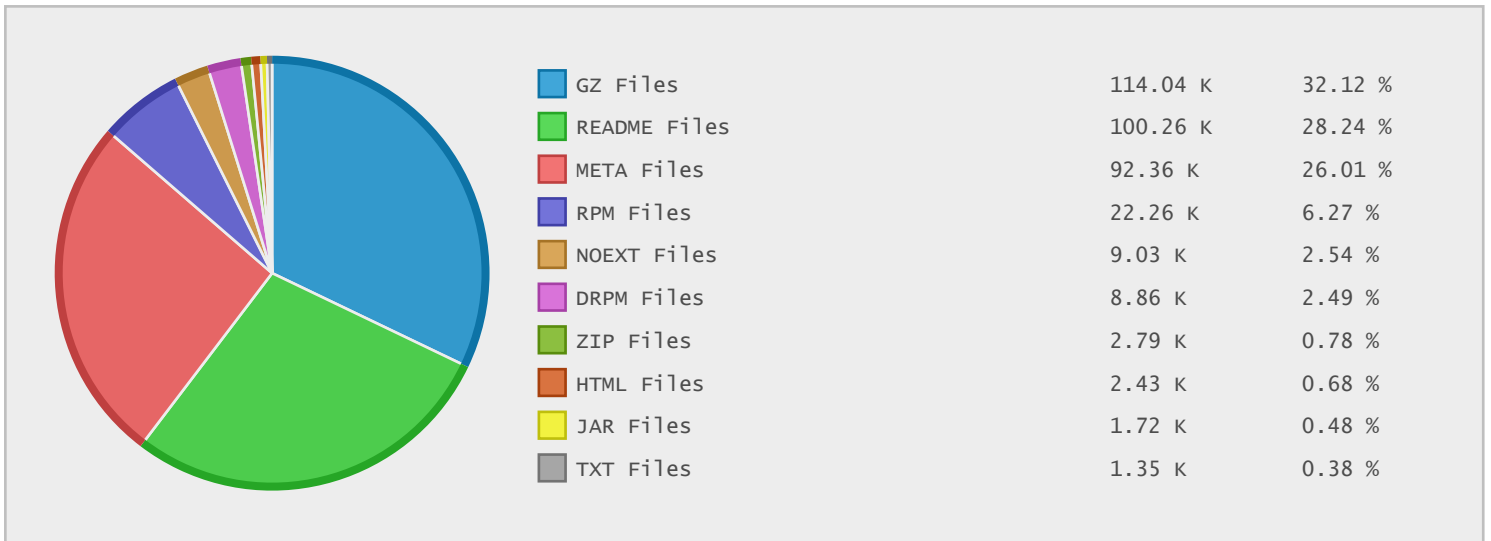 GZ Files 114.04 K 32.12 %
README Files 100.26 K 28.24 %
META Files 92.36 K 26.01 %
RPM Files 22.26 K 6.27 %
NOEXT Files 9.03 K 2.54 %
DRPM Files 8.86 K 2.49 %
ZIP Files 2.79 K 0.78 %
HTML Files 2.43 K 0.68 %
JAR Files 1.72 K 0.48 %
TXT Files 1.35 K 0.38 %